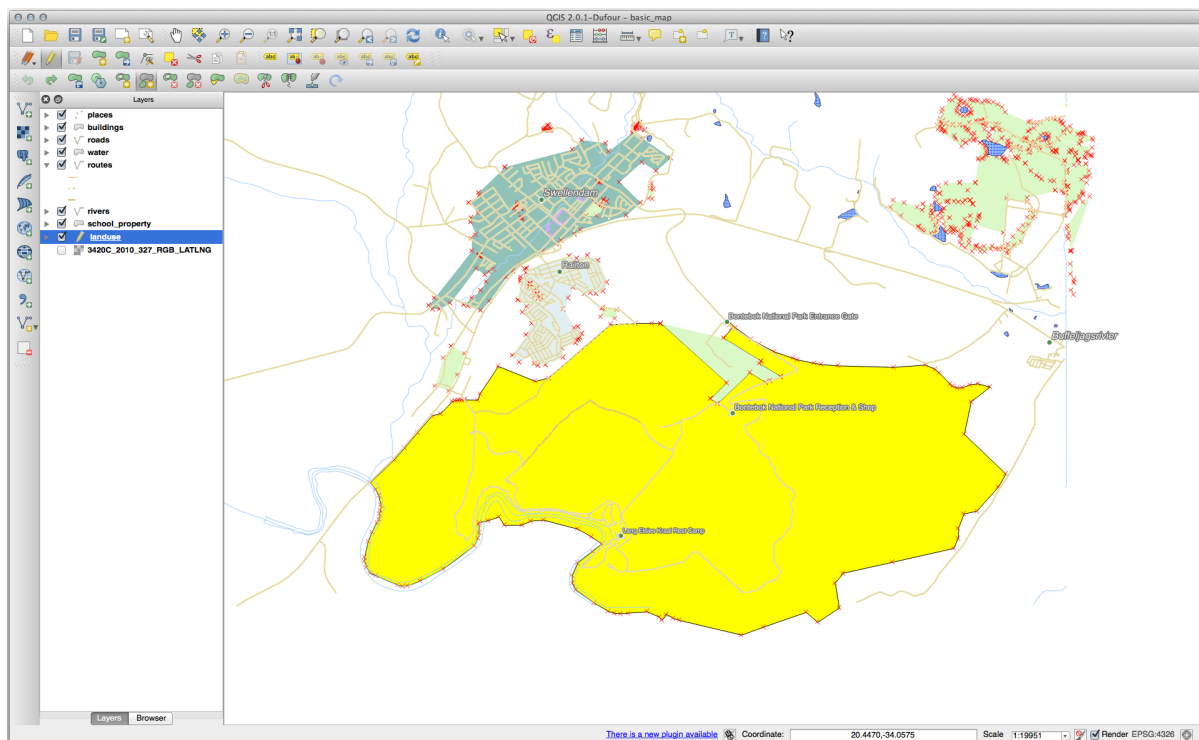 QGIS 2.0.1-Dufour - basic_map
Layers
places
buildings
roads
water
routes
rivers
school_property
landuse
3420C_2010_327_RGB_LATLNG
Swellendam
Railton
Bontebok National Park Entrance Gate
Buffeljagsrivier
Bontebok National Park Reception & Shop
Lang Elsies Kraal Rest Camp
Layers
Browser
There is a new plugin available
Coordinate:
20.4470,-34.0575
Scale
1:19951
Render
EPSG:4326